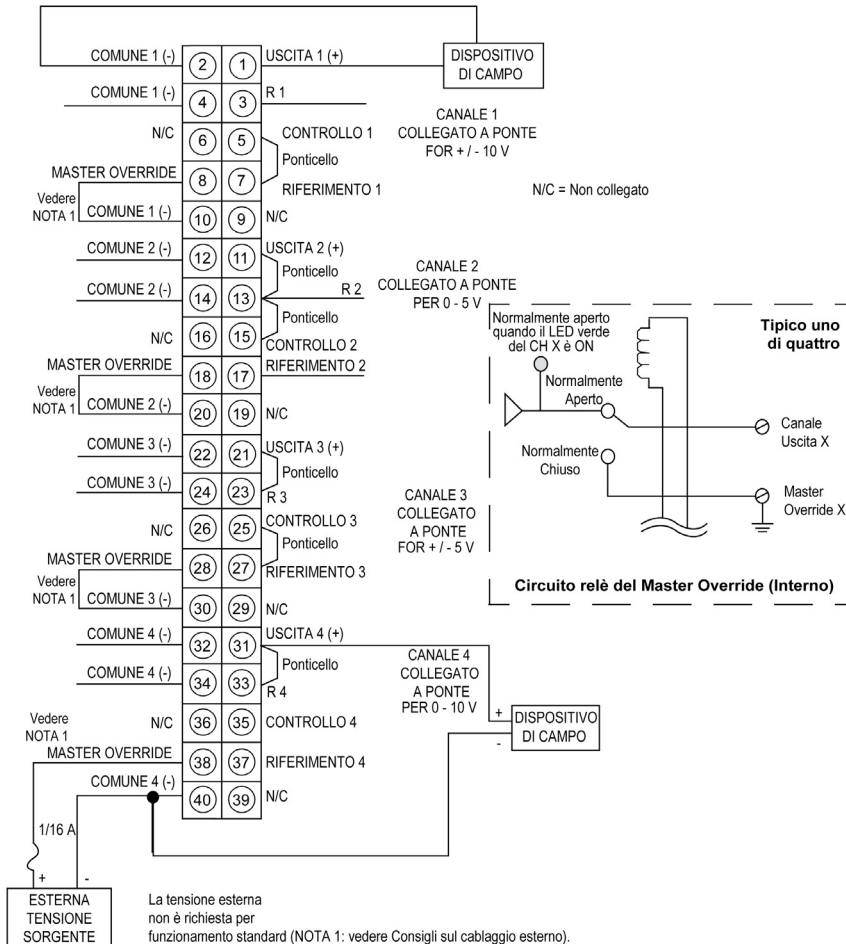 COMUNE 1 (-)
2
1
USCITA 1 (+)
DISPOSITIVO
DI CAMPO
COMUNE 1 (-)
4
3
R 1
CANALE 1
COLLEGATO A PONTE
FOR + / - 10 V
N/C
6
5
CONTROLLO 1
Ponticello
MASTER OVERRIDE
8
7
RIFERIMENTO 1
N/C = Non collegato
Vedere
NOTA 1
COMUNE 1 (-)
10
9
N/C
COMUNE 2 (-)
12
11
USCITA 2 (+)
Ponticello
CANALE 2
COLLEGATO A PONTE
PER 0 - 5 V
COMUNE 2 (-)
14
13
R 2
Ponticello
N/C
16
15
CONTROLLO 2
MASTER OVERRIDE
18
17
RIFERIMENTO 2
Vedere
NOTA 1
COMUNE 2 (-)
20
19
N/C
COMUNE 3 (-)
22
21
USCITA 3 (+)
Ponticello
COMUNE 3 (-)
24
23
R 3
CANALE 3
COLLEGATO
A PONTE
FOR + / - 5 V
N/C
26
25
CONTROLLO 3
Ponticello
MASTER OVERRIDE
28
27
RIFERIMENTO 3
Vedere
NOTA 1
COMUNE 3 (-)
30
29
N/C
COMUNE 4 (-)
32
31
USCITA 4 (+)
Ponticello
CANALE 4
COLLEGATO
A PONTE
PER 0 - 10 V
COMUNE 4 (-)
34
33
R 4
Vedere
NOTA 1
N/C
36
35
CONTROLLO 4
+
-
DISPOSITIVO
DI CAMPO
MASTER OVERRIDE
38
37
RIFERIMENTO 4
COMUNE 4 (-)
40
39
N/C
1/16 A
+
-
ESTERNA
TENSIONE
SORGENTE
La tensione esterna
non è richiesta per
funzionamento standard (NOTA 1: vedere Consigli sul cablaggio esterno).
Normalmente aperto
quando il LED verde
del CH X è ON
Tipico uno
di quattro
Normalmente
Aperto
Canale
Uscita X
Normalmente
Chiuso
Master
Override X
Circuito relè del Master Override (Interno)